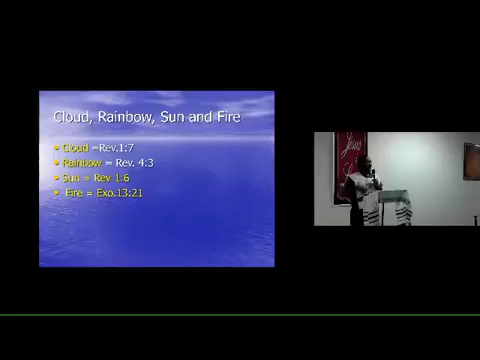 Cloud, Rainbow, Sun and Fire
• Cloud =Rev.1:7
• Rainbow = Rev. 4:3
• Sun = Rev 1:6
• Fire = Exo.13:21
Jesus